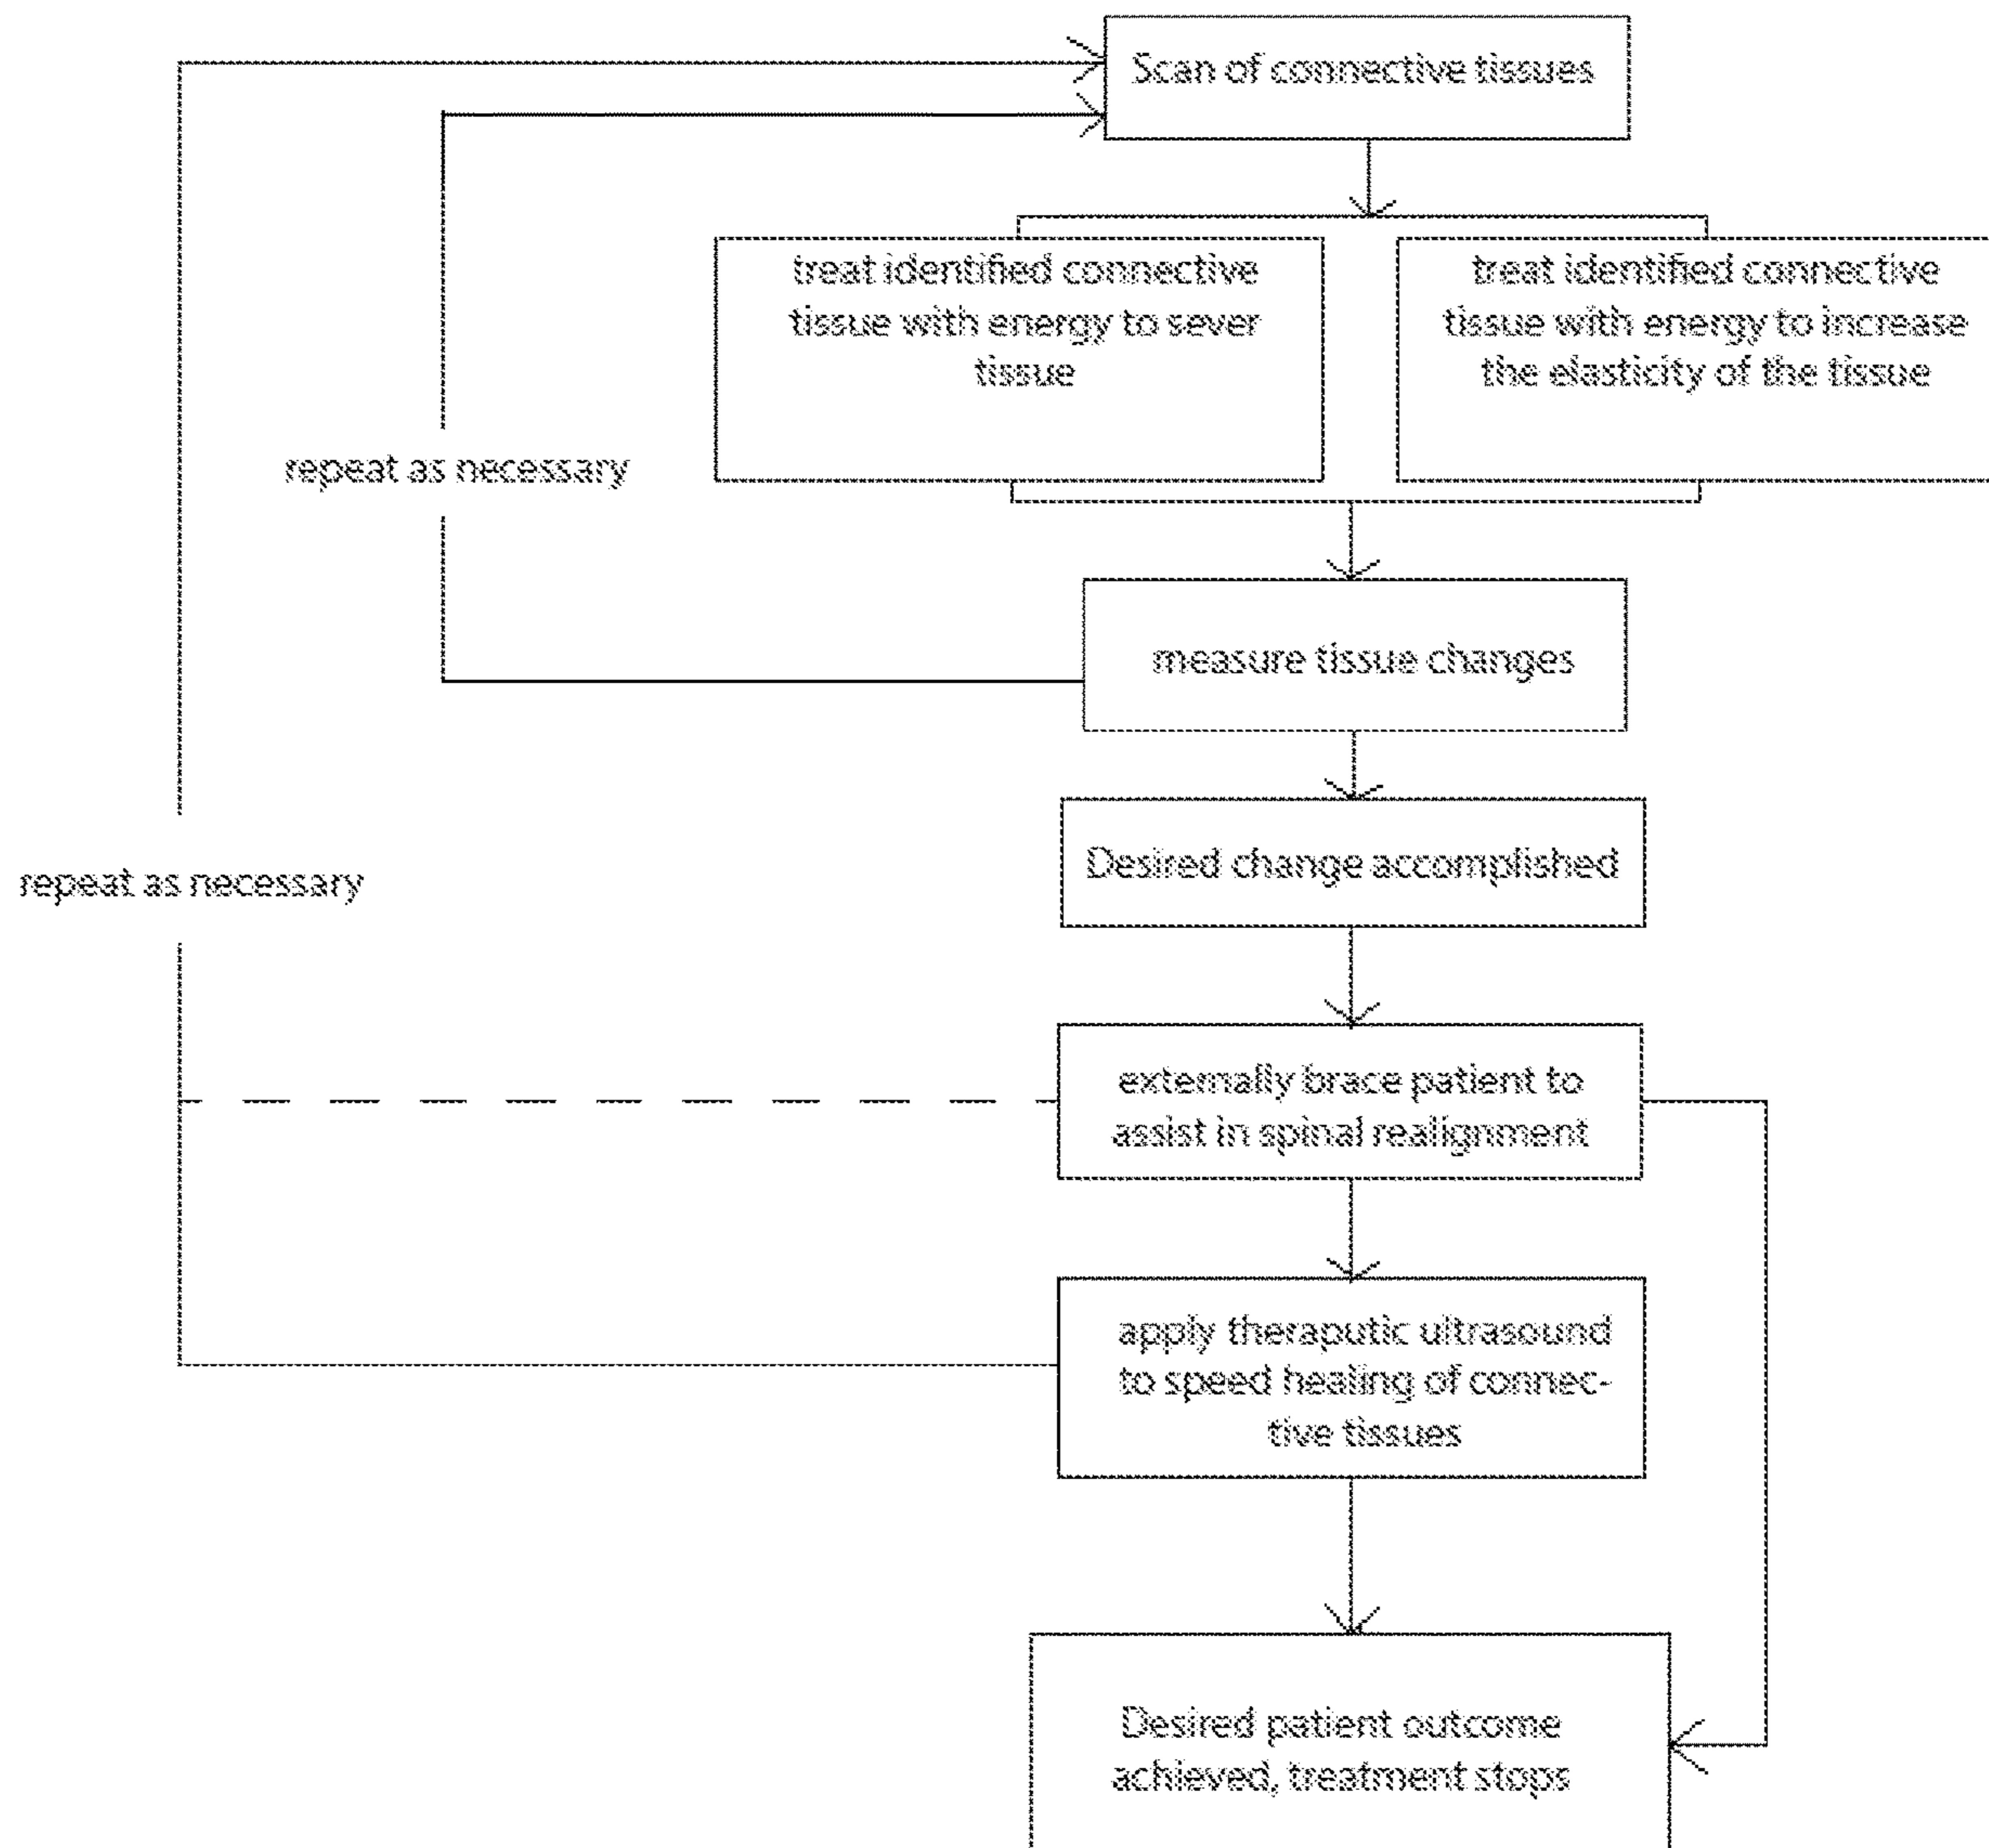 Scan of connective tissues
treat identified connective
tissue with energy to sever
tissue
treat identified connective
tissue with energy to increase
the elasticity of the tissue
repeat as necessary
measure tissue changes
Desired change accomplished
repeat as necessary
externally brace patient to
assist in spinal realignment
apply theraputic ultrasound
to speed healing of connec-
tive tissues
Desired patient outcome
achieved, treatment stops